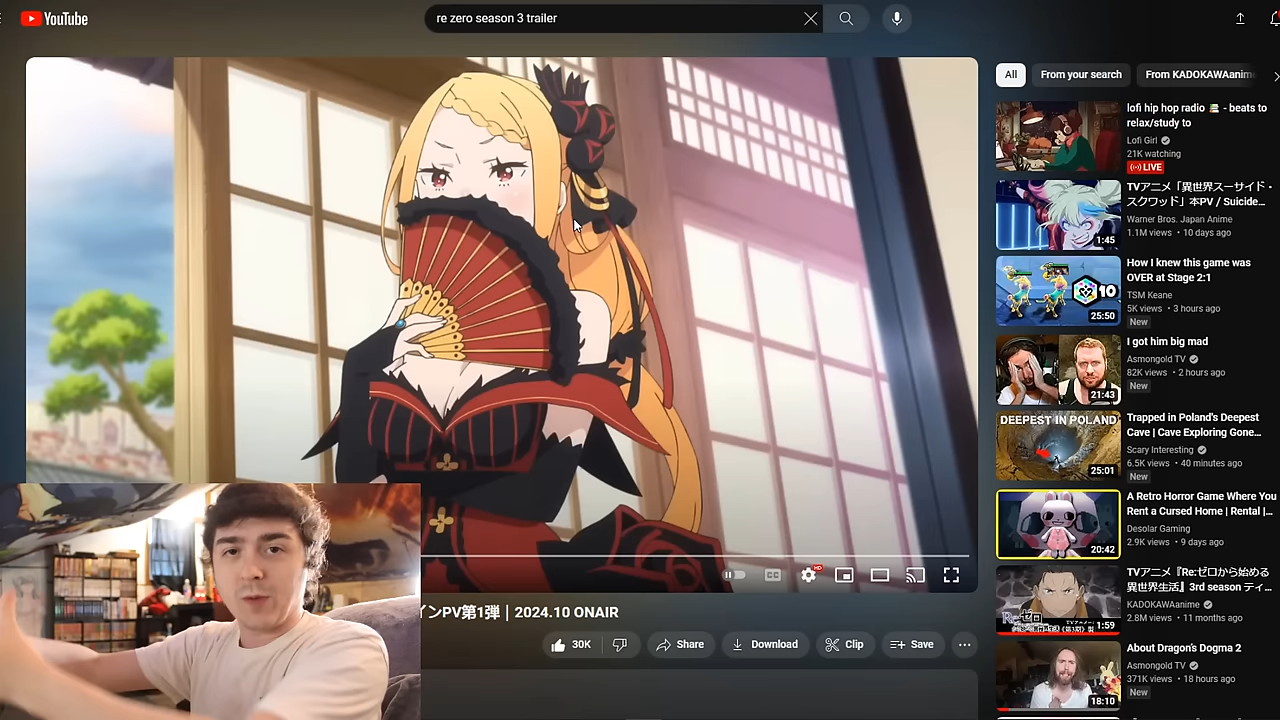 YouTube
re zero season 3 trailer
All
From your search
From KADOKAWAanim
lofi hip hop radio 📚 - beats to
relax/study to
Lofi Girl
21K watching
LIVE
TVアニメ「異世界スーサイド・
スクワッド」本PV / Suicide...
Warner Bros. Japan Anime
1.1M views • 10 days ago
1:45
How I knew this game was
OVER at Stage 2:1
TSM Keane
5K views • 3 hours ago
New
10
25:50
I got him big mad
Asmongold TV
82K views • 2 hours ago
New
21:43
DEEPEST IN POLAND
Trapped in Poland's Deepest
Cave | Cave Exploring Gone...
Scary Interesting
6.5K views • 40 minutes ago
New
25:01
A Retro Horror Game Where You
Rent a Cursed Home | Rental |...
Desolar Gaming
2.9K views • 9 days ago
20:42
TVアニメ『Re:ゼロから始める
異世界生活』3rd season ティ...
KADOKAWAanime
2.8M views • 11 months ago
1:59
About Dragon's Dogma 2
Asmongold TV
371K views • 18 hours ago
New
18:10
CC
HD
インPV第1弾｜2024.10 ONAIR
30K
Share
Download
Clip
Save